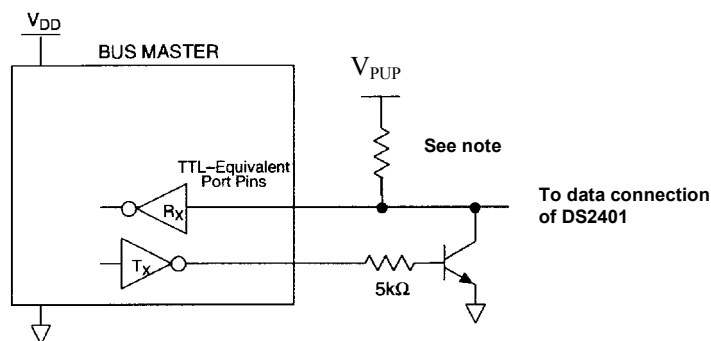 VDD
BUS MASTER
VPUP
See note
TTL-Equivalent
Port Pins
RX
To data connection
of DS2401
TX
5kΩ